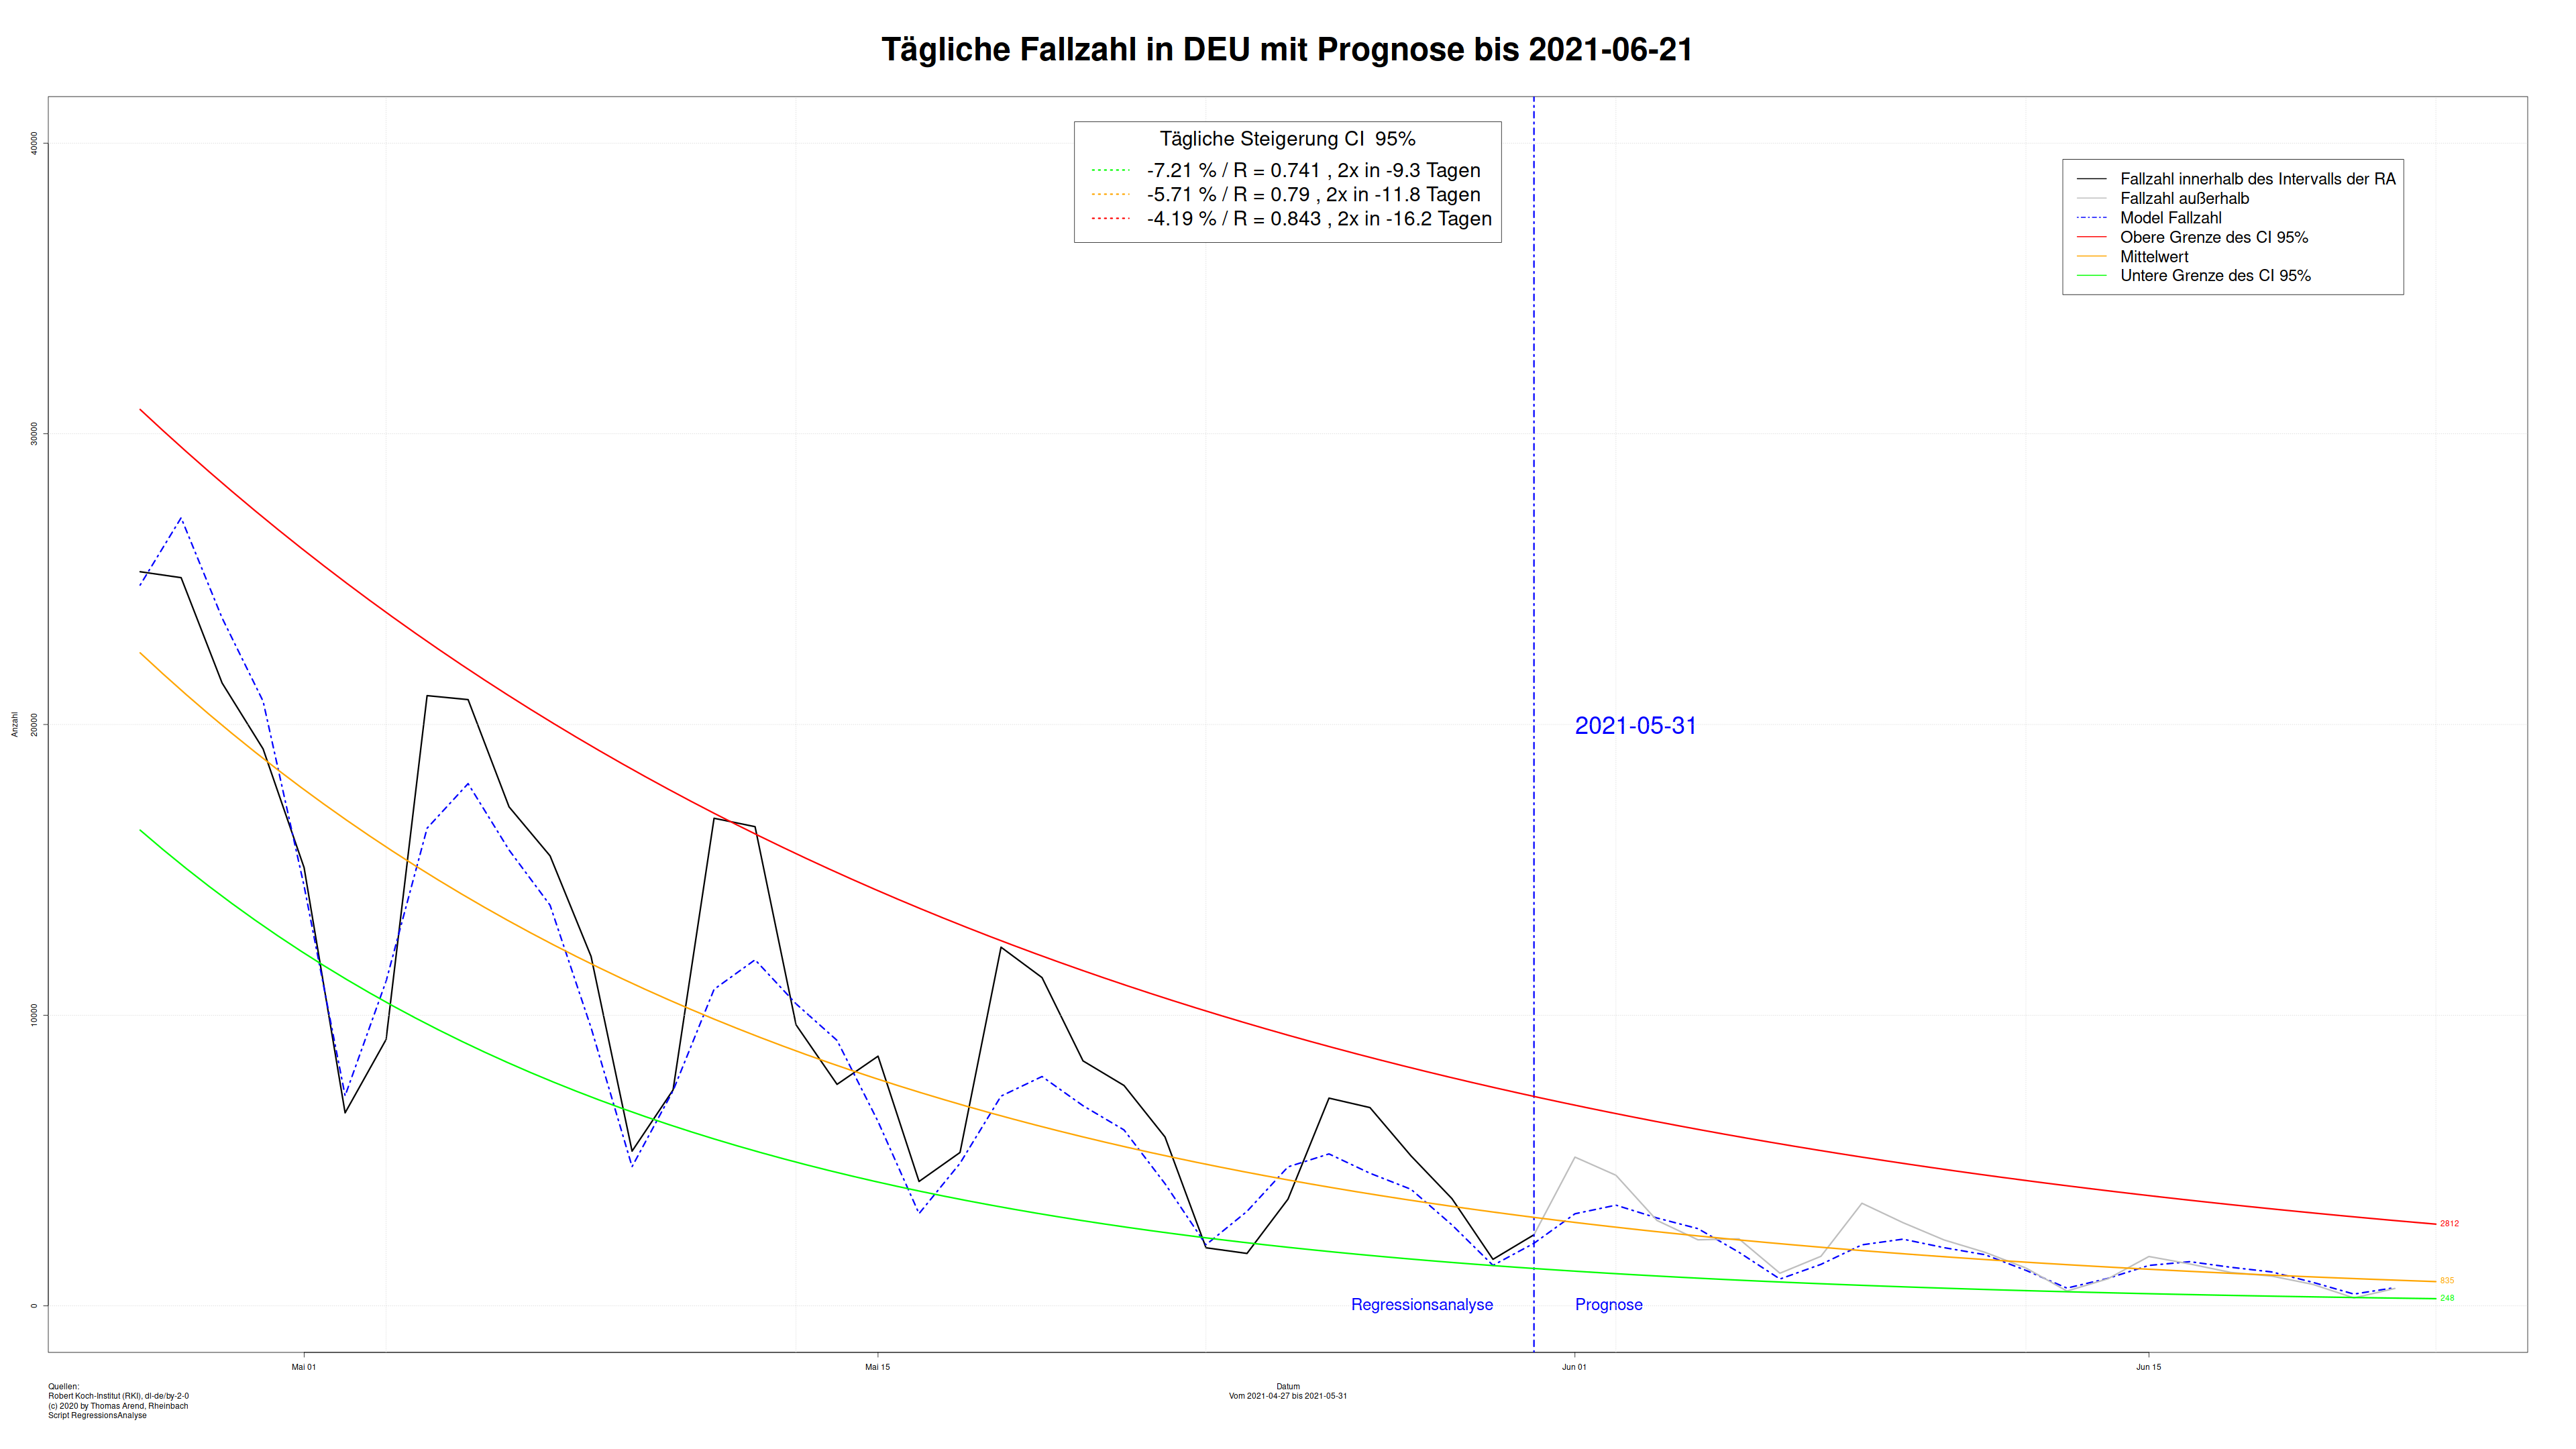 Tägliche Fallzahl in DEU mit Prognose bis 2021-06-21
Tägliche Steigerung CI  95%
-7.21 % / R = 0.741 , 2x in -9.3 Tagen
-5.71 % / R = 0.79 , 2x in -11.8 Tagen
-4.19 % / R = 0.843 , 2x in -16.2 Tagen
Fallzahl innerhalb des Intervalls der RA
Fallzahl außerhalb
Model Fallzahl
Obere Grenze des CI 95%
Mittelwert
Untere Grenze des CI 95%
40000
30000
20000
10000
0
Anzahl
2021-05-31
2812
835
248
Regressionsanalyse
Prognose
Mai 01
Mai 15
Jun 01
Jun 15
Datum
Vom 2021-04-27 bis 2021-05-31
Quellen:
Robert Koch-Institut (RKI), dl-de/by-2-0
(c) 2020 by Thomas Arend, Rheinbach
Script RegressionsAnalyse